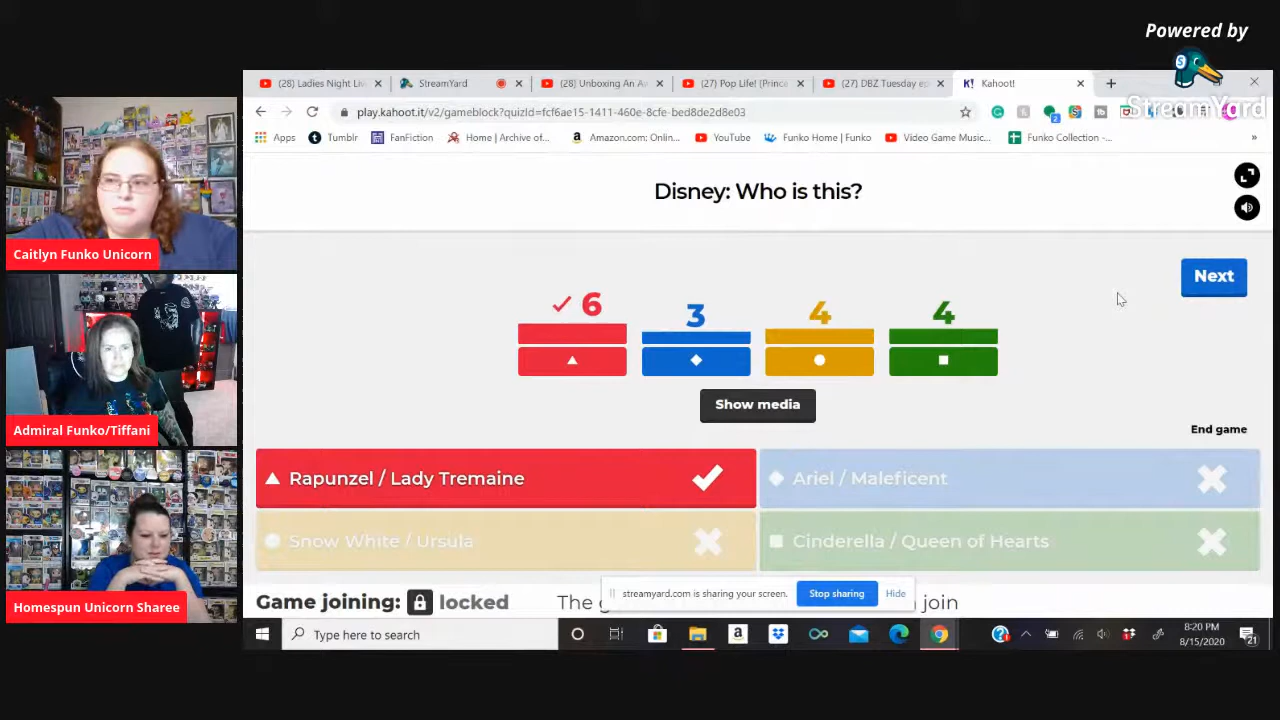 Powered by
StreamYard
(28) Ladies Night Liv
StreamYard
(28) Unboxing An Aw
(27) Pop Life! (Prince
(27) DBZ Tuesday ep
K! Kahoot!
play.kahoot.it/v2/gameblock?quizId=fcf6ae15-1411-460e-8cfe-bed8de2d8e03
Apps
Tumblr
FanFiction
Home | Archive of...
Amazon.com: Onlin...
YouTube
Funko Home | Funko
Video Game Music...
Funko Collection -...
»
Disney: Who is this?
Next
6
3
4
4
Show media
End game
Rapunzel / Lady Tremaine
Ariel / Maleficent
Snow White / Ursula
Cinderella / Queen of Hearts
Game joining: locked
The g
join
streamyard.com is sharing your screen.
Stop sharing
Hide
Type here to search
8:20 PM
8/15/2020
21
Caitlyn Funko Unicorn
Admiral Funko/Tiffani
Homespun Unicorn Sharee